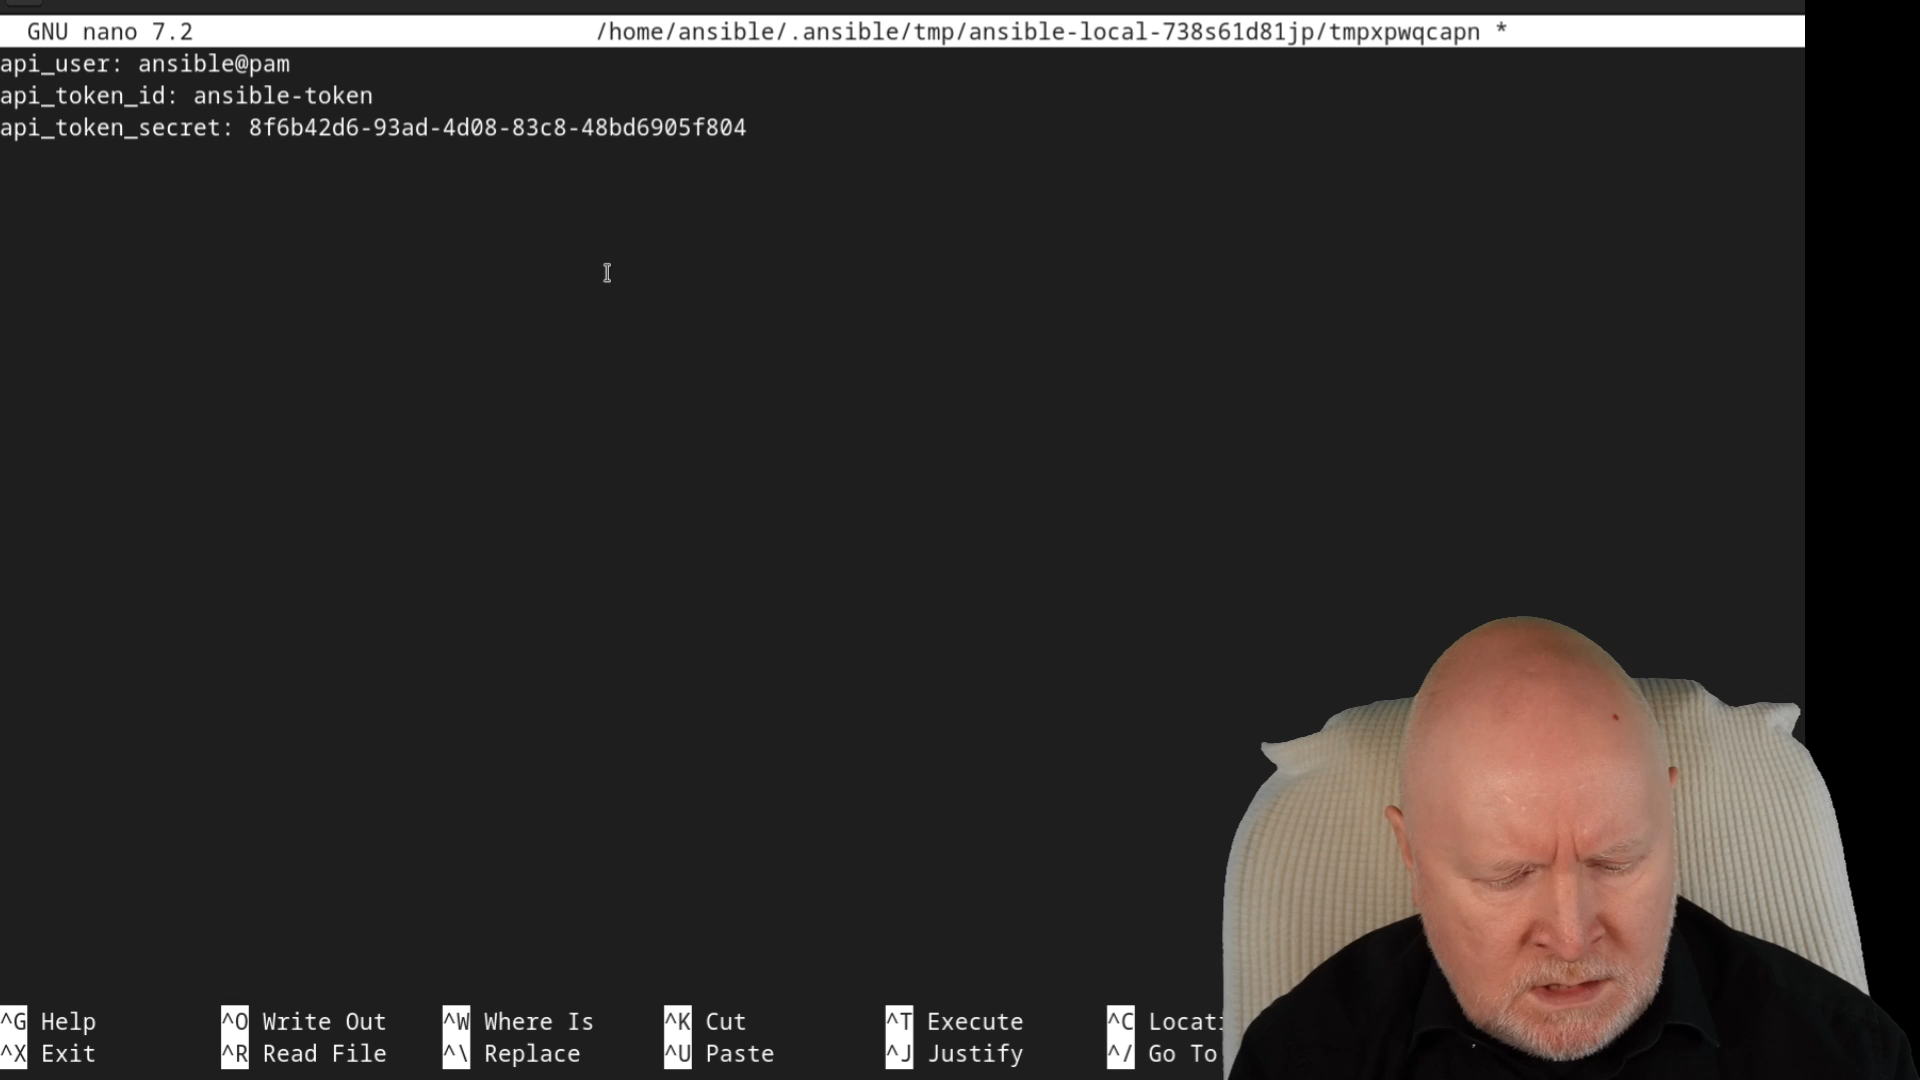 GNU nano 7.2 /home/ansible/.ansible/tmp/ansible-local-738s61d81jp/tmpxpwqcapn *
api_user: ansible@pam
api_token_id: ansible-token
api_token_secret: 8f6b42d6-93ad-4d08-83c8-48bd6905f804
^G Help ^O Write Out ^W Where Is ^K Cut ^T Execute ^C Locati
^X Exit ^R Read File ^\ Replace ^U Paste ^J Justify ^/ Go To